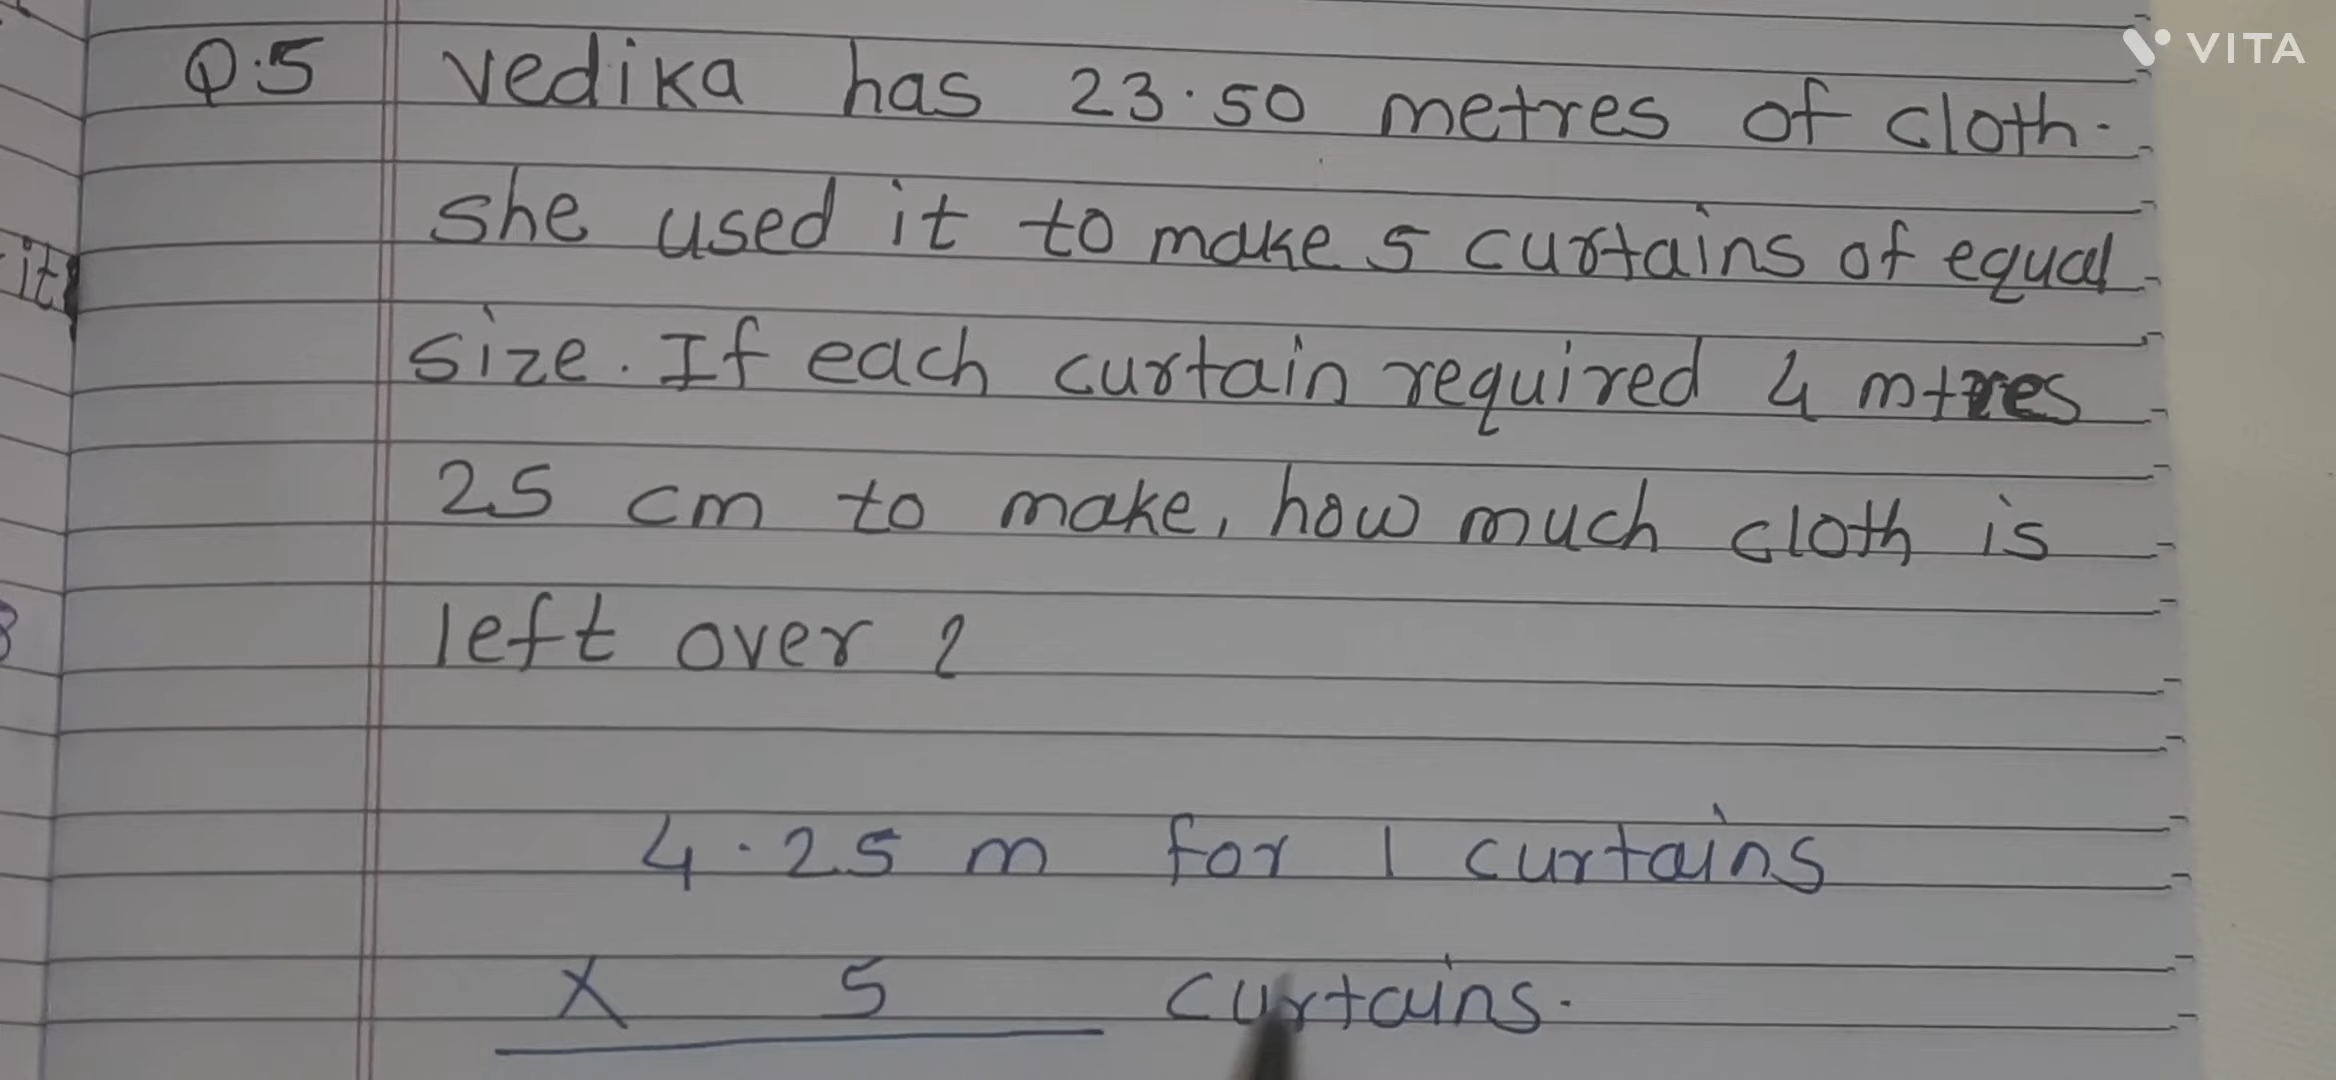 VITA
Q.5 Vedika has 23.50 metres of cloth.
she used it to make 5 curtains of equal
size. If each curtain required 4 mtres
25 cm to make, how much cloth is
left over ?
4.25 m for 1 curtains
x 5 curtains.
it